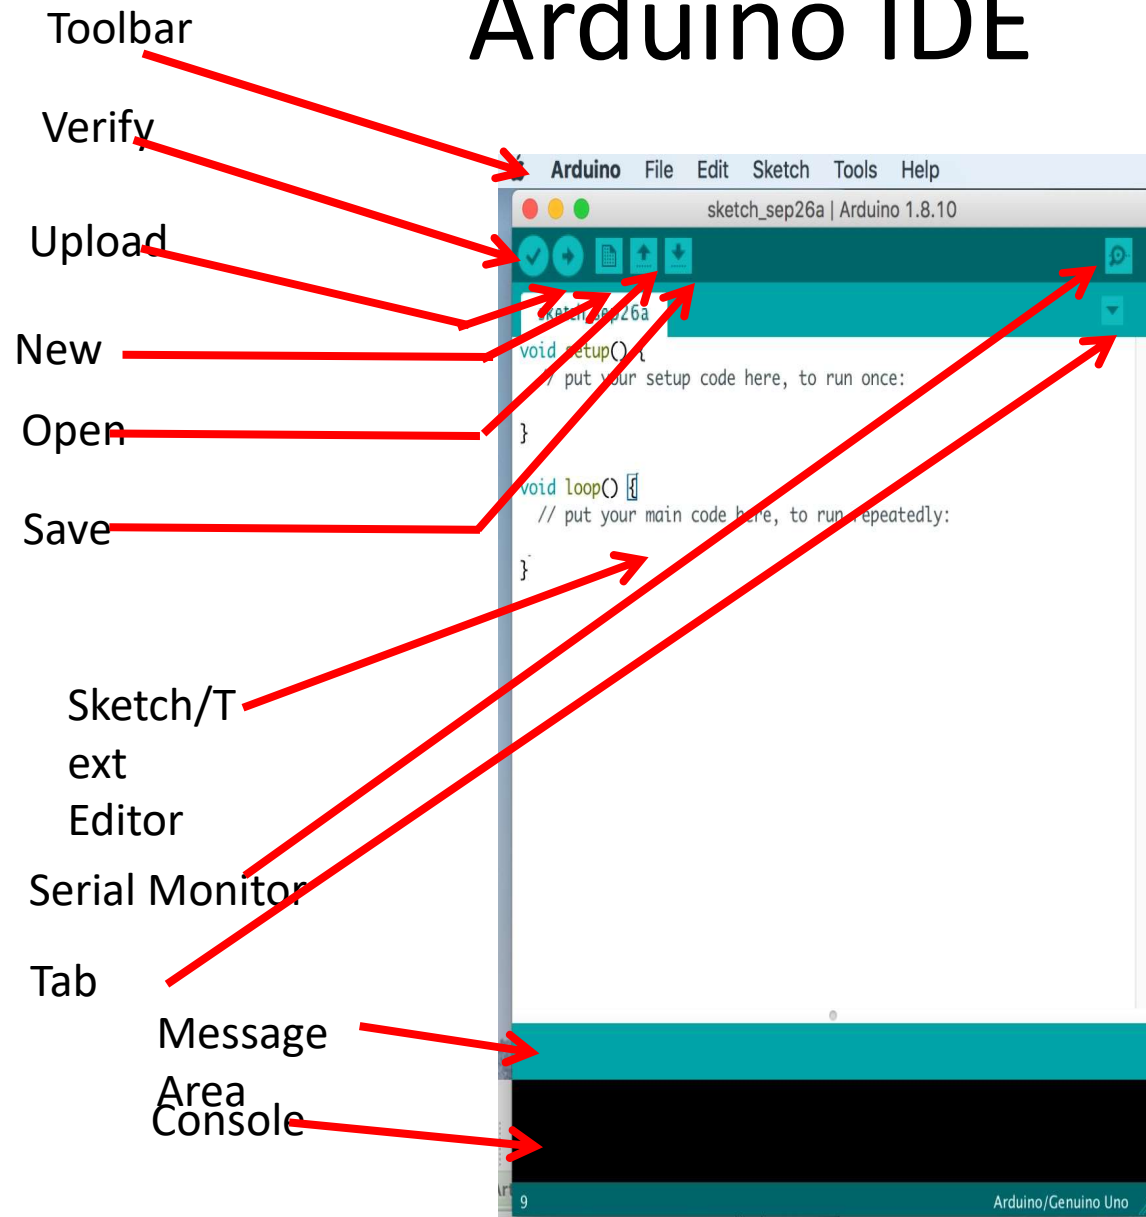 Arduino IDE
Toolbar
Verify
Upload
New
Open
Save
Sketch/T
ext
Editor
Serial Monitor
Tab
Message
Area
Console
Arduino File Edit Sketch Tools Help
sketch_sep26a | Arduino 1.8.10
sketch_sep26a
void setup() {
// put your setup code here, to run once:
}
void loop() {
// put your main code here, to run repeatedly:
}
9
Arduino/Genuino Uno